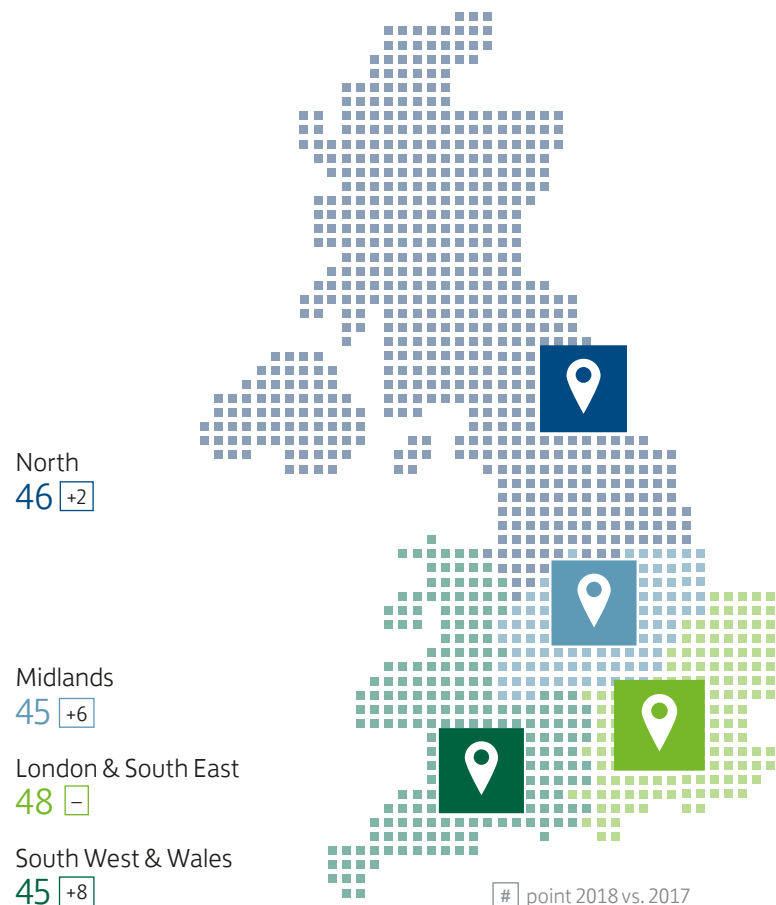 North
46 +2
Midlands
45 +6
London & South East
48 –
South West & Wales
45 +8
# point 2018 vs. 2017